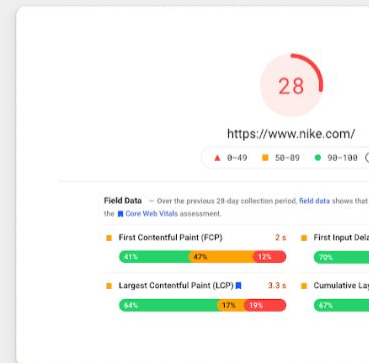 28
https://www.nike.com/
0-49 50-89 90-100
Field Data — Over the previous 28-day collection period, field data shows that
the Core Web Vitals assessment.
First Contentful Paint (FCP) 2 s First Input Dela
41% 47% 12% 70%
Largest Contentful Paint (LCP) 3.3 s Cumulative Lay
64% 17% 19% 67%